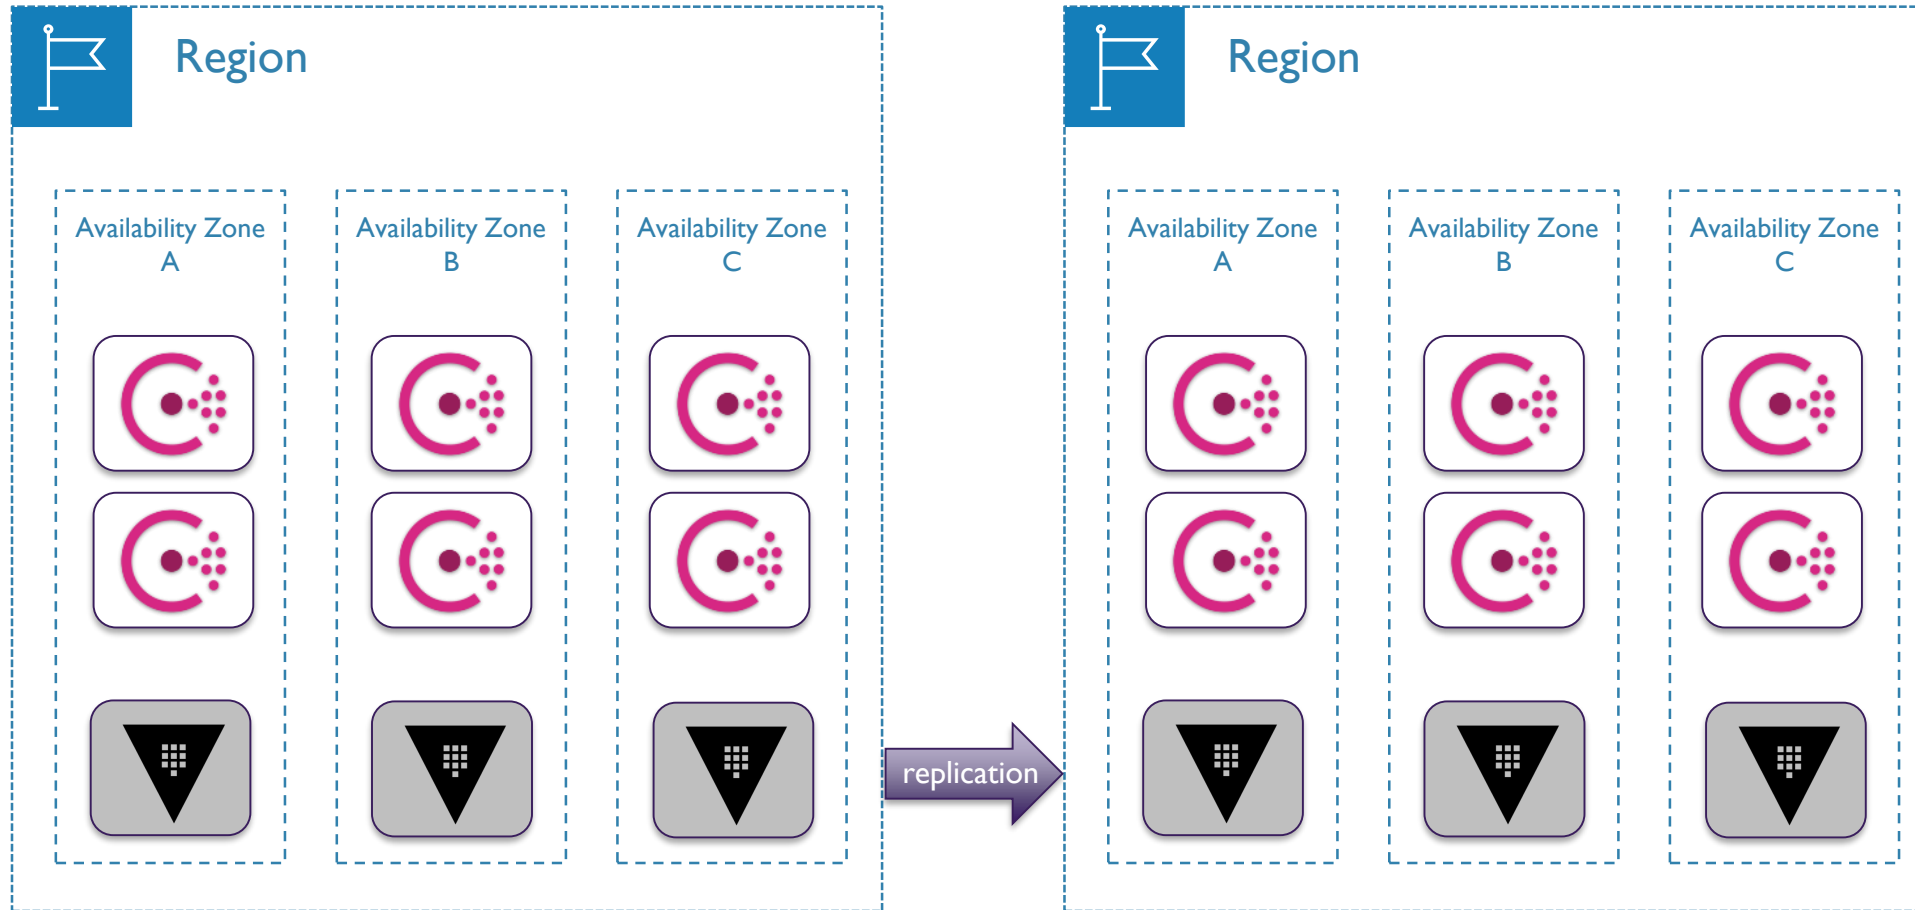 Region
Availability Zone
A
Availability Zone
B
Availability Zone
C
replication
Region
Availability Zone
A
Availability Zone
B
Availability Zone
C